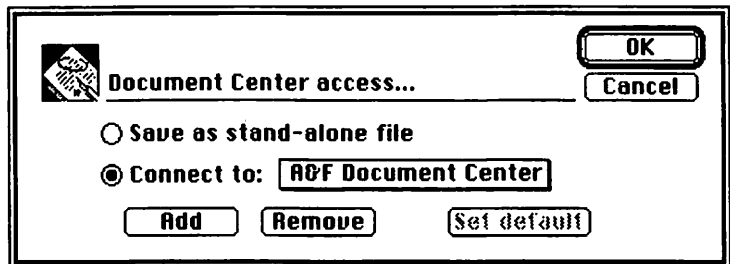 OK
Document Center access...
Cancel
Save as stand-alone file
Connect to: A&F Document Center
Add Remove Set default